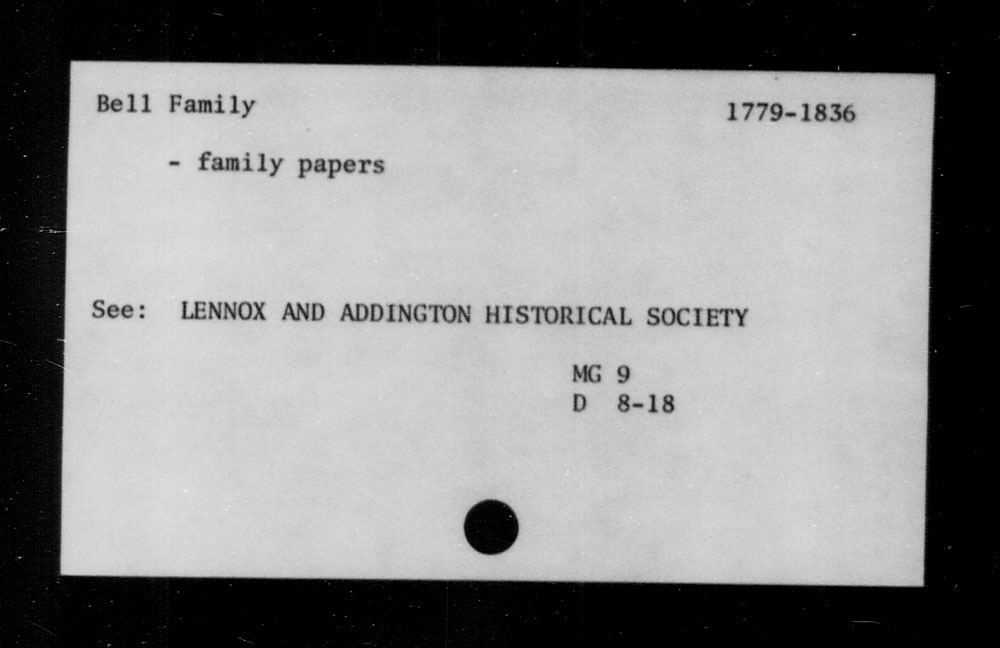 Bell Family 1779-1836
- family papers
See: LENNOX AND ADDINGTON HISTORICAL SOCIETY
MG 9
D 8-18